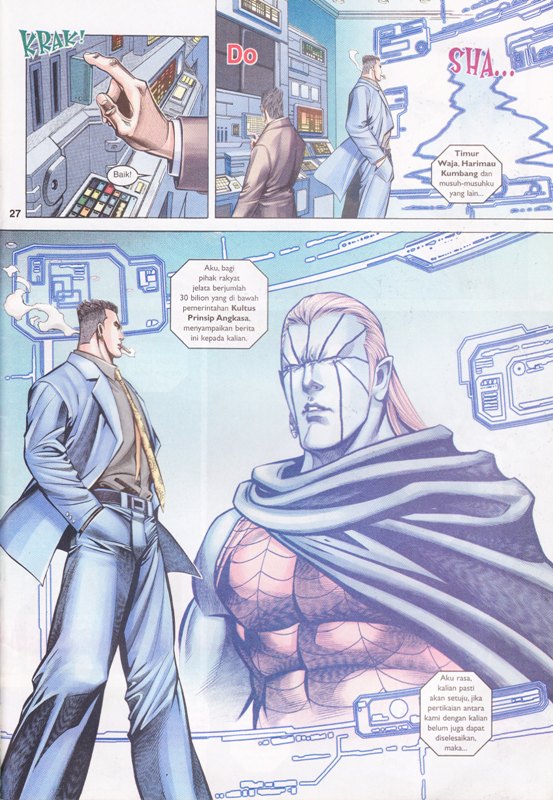 KRAK!
Baik!
Do
SHA...
Timur
Waja, Harimau
Kumbang dan
musuh-musuhku
yang lain...
27
Aku, bagi
pihak rakyat
jelata berjumlah
30 bilion yang di bawah
pemerintahan Kultus
Prinsip Angkasa,
menyampaikan berita
ini kepada kalian.
Aku rasa,
kalian pasti
akan setuju, jika
pertikaian antara
kami dengan kalian
belum juga dapat
diselesaikan,
maka...